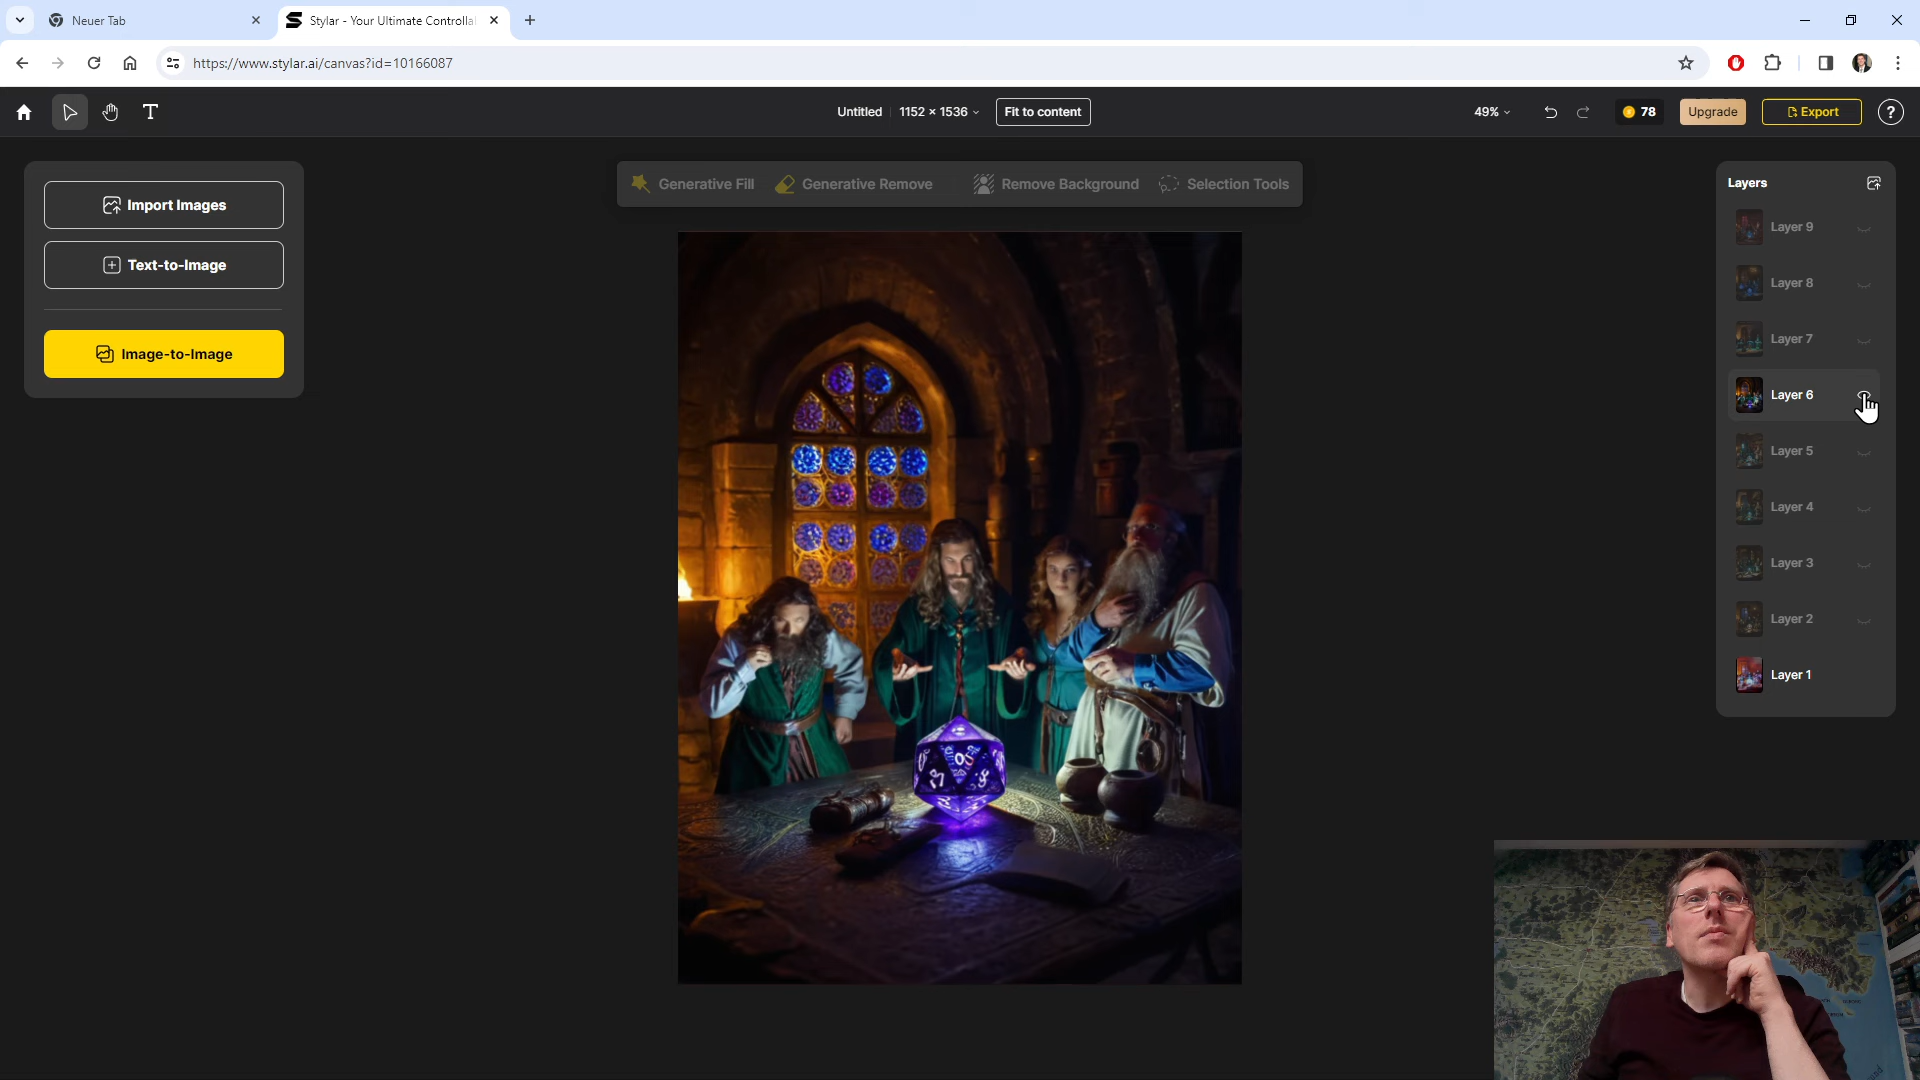 Neuer Tab
Stylar - Your Ultimate Controlla
https://www.stylar.ai/canvas?id=10166087
Untitled
1152 × 1536
Fit to content
49%
78
Upgrade
Export
?
Import Images
Text-to-Image
Image-to-Image
Generative Fill
Generative Remove
Remove Background
Selection Tools
Layers
Layer 9
Layer 8
Layer 7
Layer 6
Layer 5
Layer 4
Layer 3
Layer 2
Layer 1